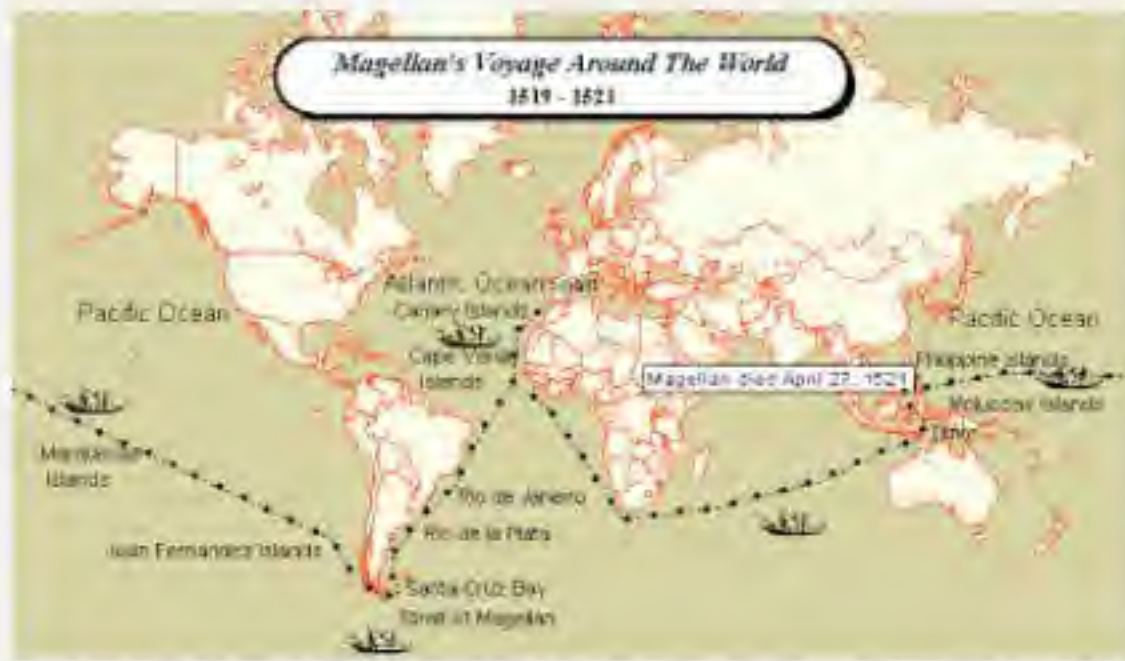 Magellan's Voyage Around The World
1519 - 1521
Atlantic Ocean
Pacific Ocean
Canary Islands
Pacific Ocean
Cape Verde
Islands
Philippine Islands
Magellan died April 27, 1521
Moluccas Islands
Timor
Islands
Rio de Janeiro
Rio de la Plata
Juan Fernandez Islands
Santa Cruz Bay
Strait of Magellan